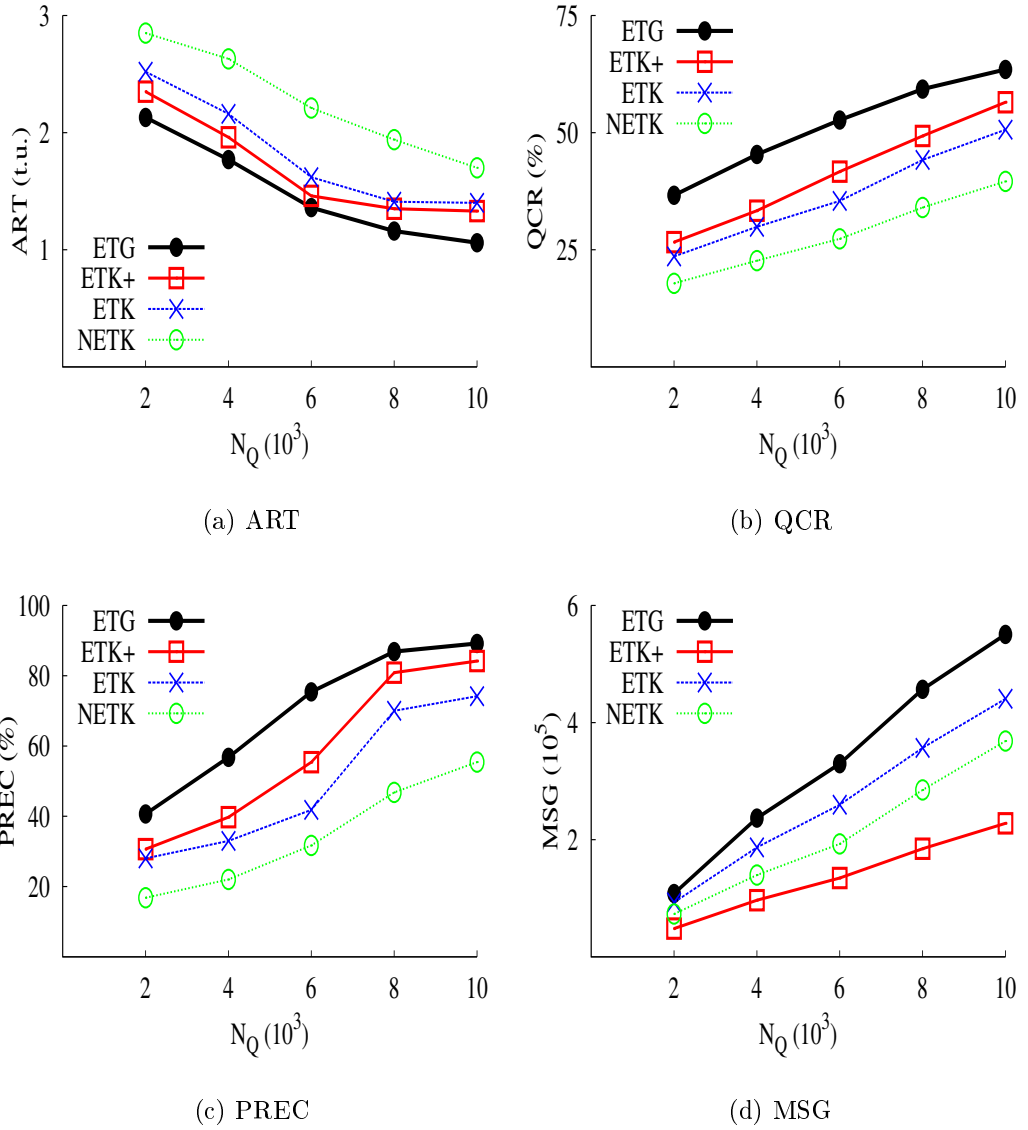 3
2
1
ART (t.u.)
ETG
ETK+
ETK
NETK
2 4 6 8 10
N_Q (10^3)
(a) ART
75
50
25
QCR (%)
ETG
ETK+
ETK
NETK
2 4 6 8 10
N_Q (10^3)
(b) QCR
100
80
60
40
20
PREC (%)
ETG
ETK+
ETK
NETK
2 4 6 8 10
N_Q (10^3)
(c) PREC
6
4
2
MSG (10^5)
ETG
ETK+
ETK
NETK
2 4 6 8 10
N_Q (10^3)
(d) MSG